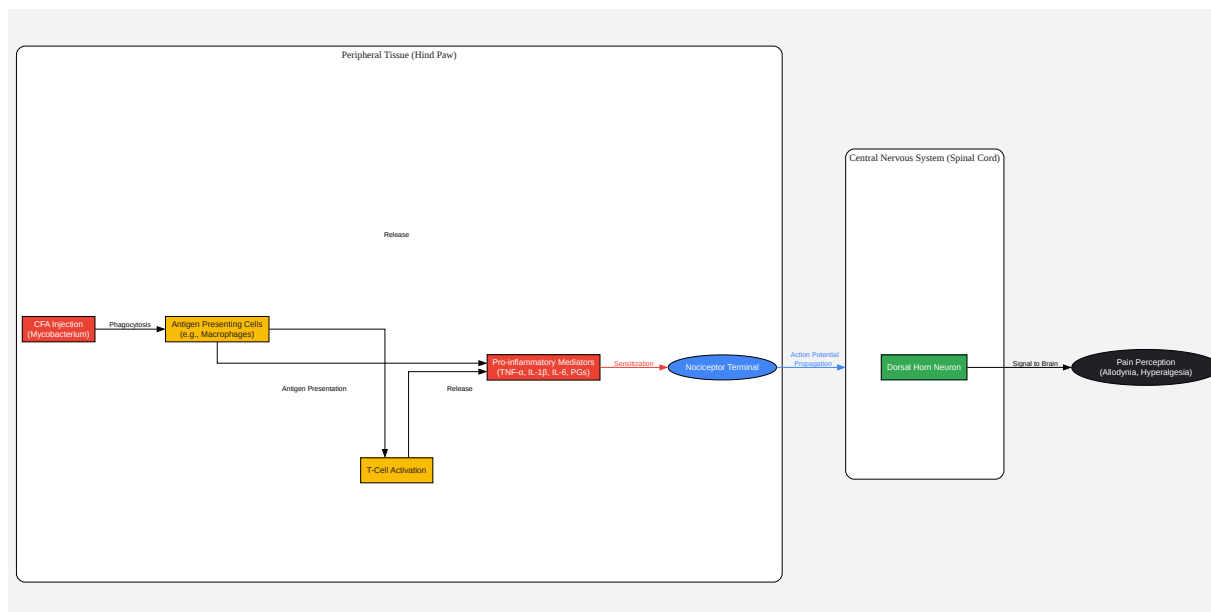 Peripheral Tissue (Hind Paw)
Central Nervous System (Spinal Cord)
Release
CFA Injection
(Mycobacterium)
Phagocytosis
Antigen Presenting Cells
(e.g., Macrophages)
Antigen Presentation
Release
T-Cell Activation
Pro-inflammatory Mediators
(TNF-α, IL-1β, IL-6, PGs)
Sensitization
Nociceptor Terminal
Action Potential
Propagation
Dorsal Horn Neuron
Signal to Brain
Pain Perception
(Allodynia, Hyperalgesia)